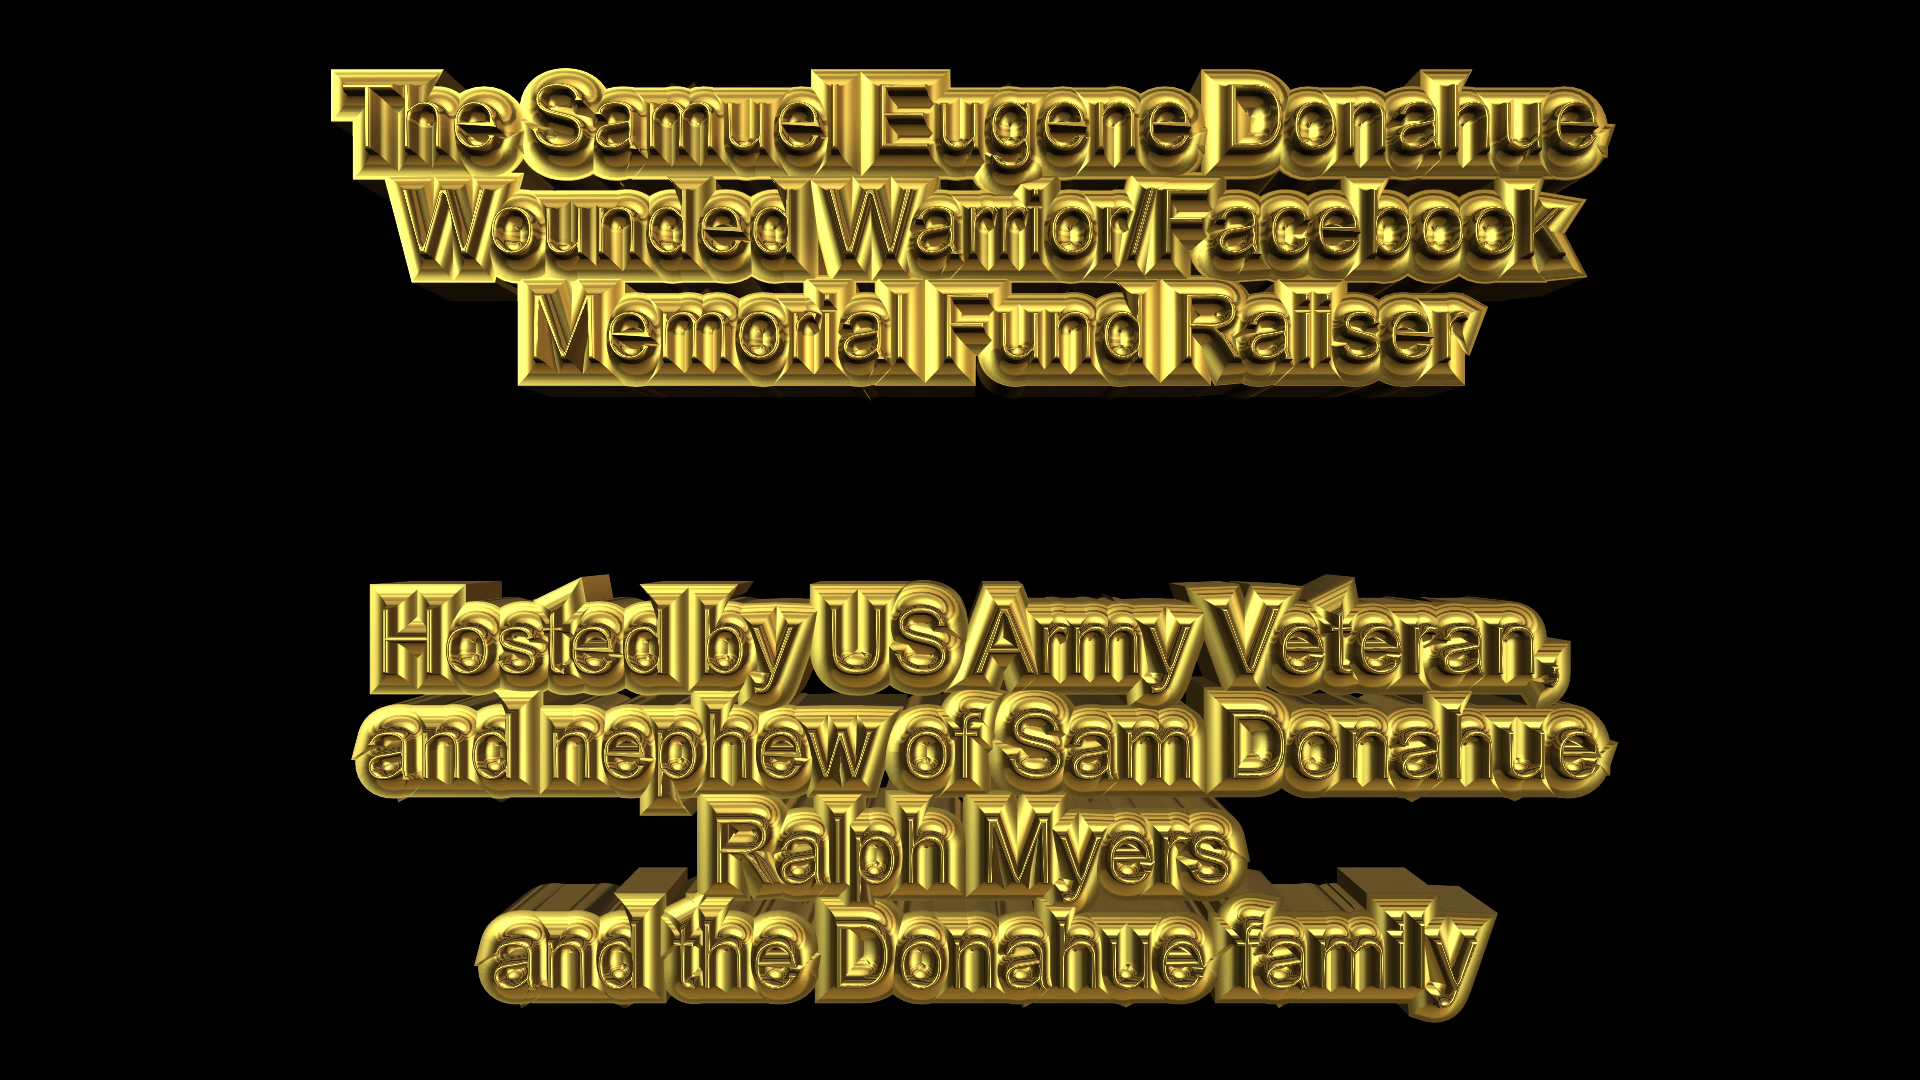 The Samuel Eugene Donahue
Wounded Warrior/Facebook
Memorial Fund Raiiser
Hosted by US Army Veteran,
and nephew of Sam Donahue
Ralph Myers
and the Donahue family